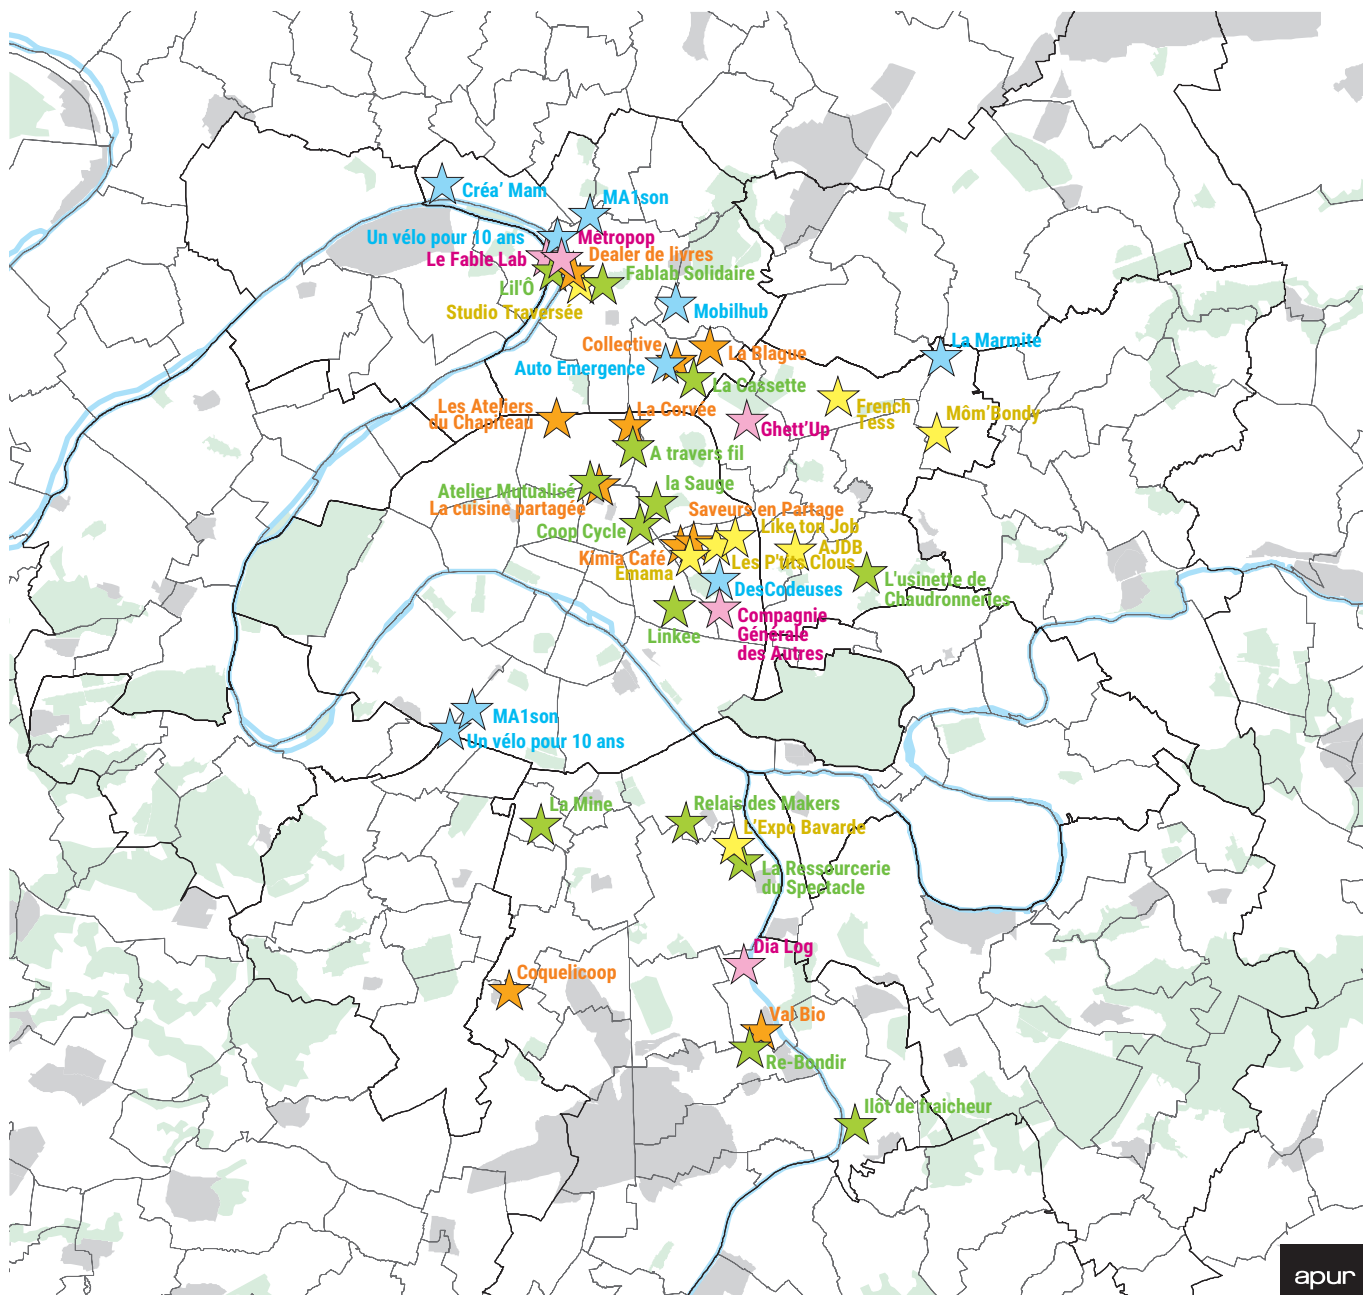 Créa’ Mam
MA1son
Un vélo pour 10 ans
Métropop
Le Fable Lab
Dealer de livres
Fablab Solidaire
Lil'Ô
Studio Traversée
Mobilhub
Collective
La Blague
La Marmite
Auto Emergence
La Cassette
Les Ateliers
du Chapiteau
La Corvée
French
Tess
Môm’Bondy
Ghett’Up
A travers fil
Atelier Mutualisé
la Sauge
La cuisine partagée
Saveurs en Partage
Coop Cycle
Like ton Job
AJDB
Kimia Café
Les P'tits Clous
Emama
DesCodeuses
L'usinette de
Chaudronneries
Linkee
Compagnie
Générale
des Autres
MA1son
Un vélo pour 10 ans
La Mine
Relais des Makers
L’Expo Bavarde
La Ressourcerie
du Spectacle
Dia Log
Coquelicoop
Val Bio
Re-Bondir
Ilôt de fraicheur
apur